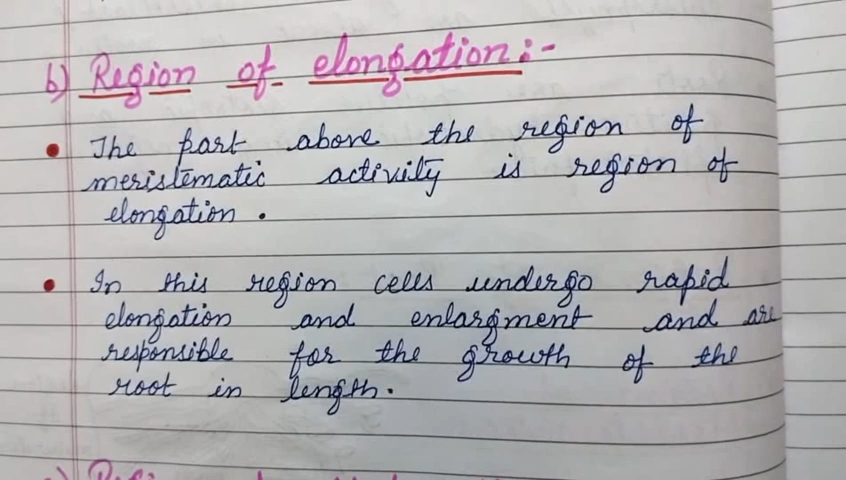 b) Region of elongation:-
• The part above the region of
meristematic activity is region of
elongation.
• In this region cells undergo rapid
elongation and enlargment and are
responsible for the growth of the
root in length.